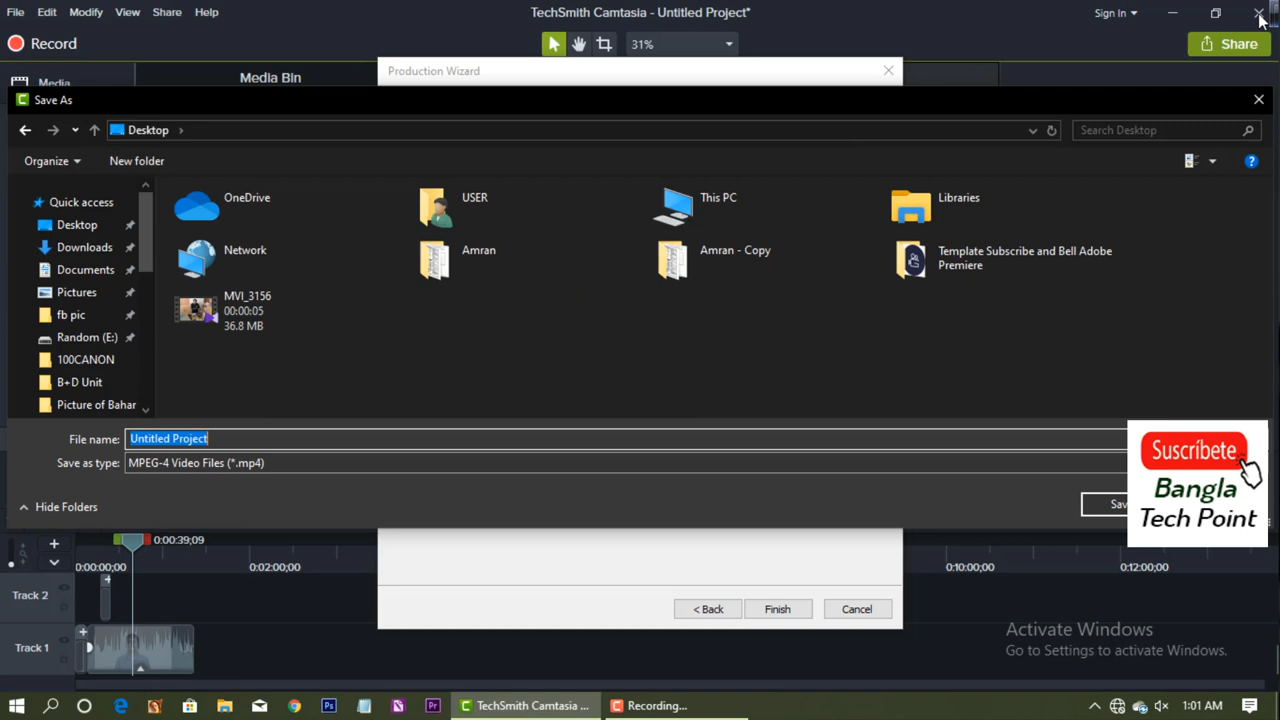 File Edit Modify View Share Help TechSmith Camtasia - Untitled Project* Sign In
Record 31% Share
Media Media Bin Production Wizard
Save As
Desktop Search Desktop
Organize New folder
Quick access
Desktop
Downloads
Documents
Pictures
fb pic
Random (E:)
100CANON
B+D Unit
Picture of Bahar
OneDrive USER This PC Libraries
Network Amran Amran - Copy Template Subscribe and Bell Adobe
Premiere
MVI_3156
00:00:05
36.8 MB
File name: Untitled Project
Save as type: MPEG-4 Video Files (*.mp4)
Hide Folders
Suscríbete
Bangla
Tech Point
0:00:39;09
0:00:00;00 0:02:00;00 0:10:00;00 0:12:00;00
Track 2
Track 1
< Back Finish Cancel
Activate Windows
Go to Settings to activate Windows.
TechSmith Camtasia ... Recording... 1:01 AM